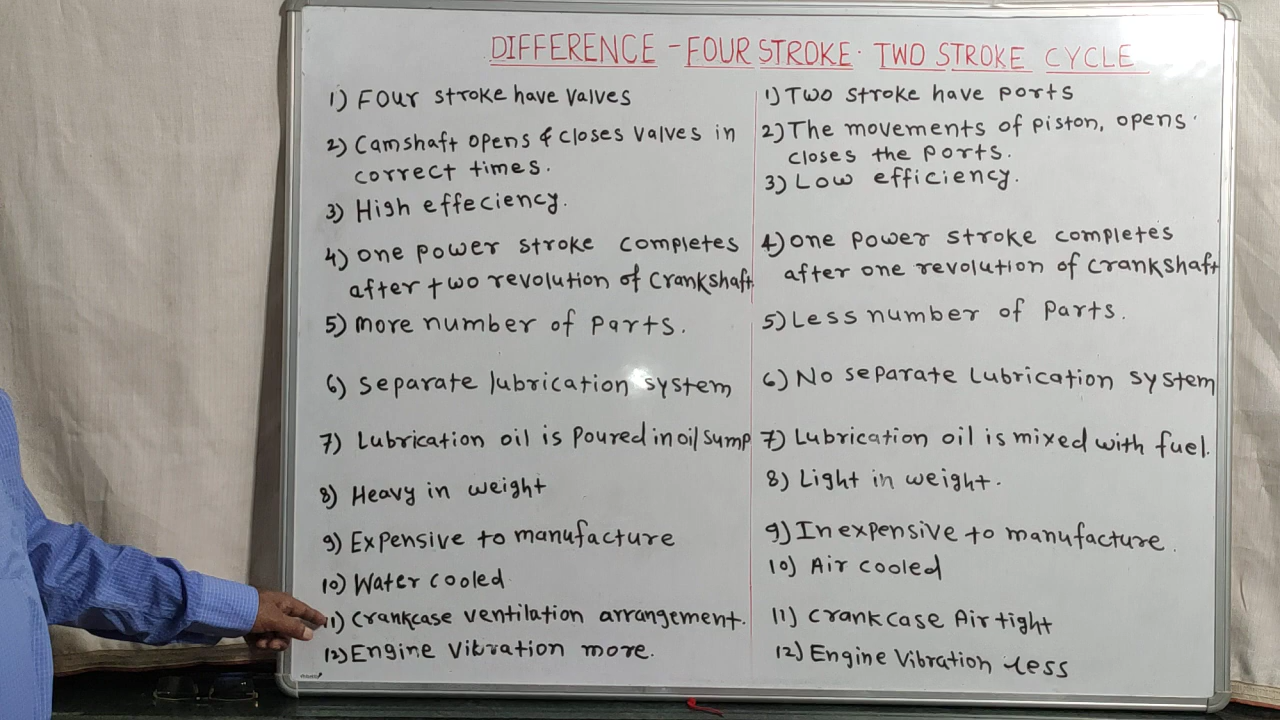 DIFFERENCE - FOUR STROKE. TWO STROKE CYCLE
1) Four stroke have valves
2) Camshaft opens & closes valves in
correct times.
3) High effeciency.
4) one power stroke completes
after two revolution of crankshaft.
5) more number of parts.
6) separate lubrication system
7) Lubrication oil is poured in oil sump
8) Heavy in weight
9) Expensive to manufacture
10) Water cooled
11) crankcase ventilation arrangement.
12) Engine vibration more.
1) Two stroke have ports
2) The movements of piston, opens.
closes the ports.
3) Low efficiency.
4) one power stroke completes
after one revolution of crankshaft
5) Less number of parts.
6) No separate Lubrication system
7) Lubrication oil is mixed with fuel.
8) Light in weight.
9) Inexpensive to manufacture.
10) Air cooled
11) crankcase Air tight
12) Engine vibration less